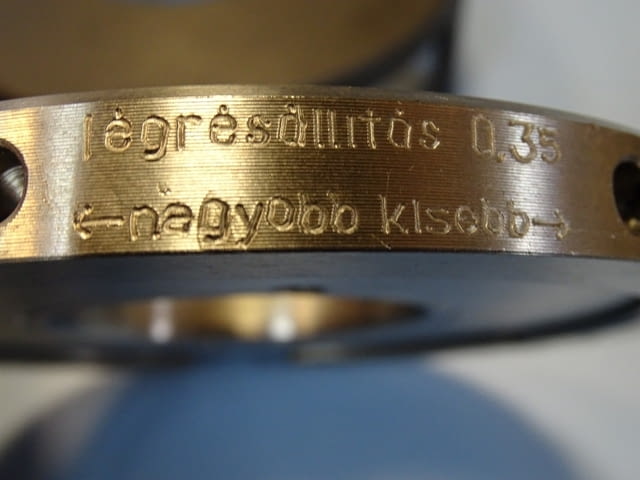 légrésállítás 0,35
←nagyobb kisebb→